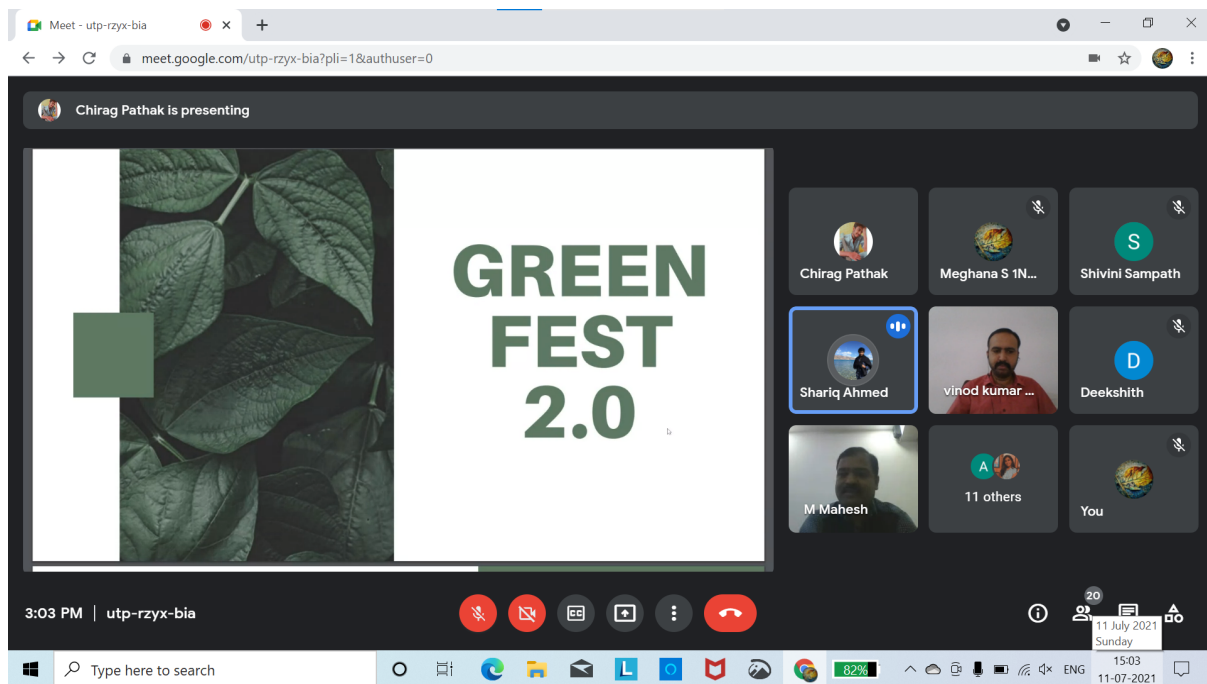 Meet - utp-rzyx-bia
meet.google.com/utp-rzyx-bia?pli=1&authuser=0
Chirag Pathak is presenting
GREEN
FEST
2.0
Chirag Pathak
Meghana S 1N...
S
Shivini Sampath
Shariq Ahmed
vinod kumar ...
D
Deekshith
M Mahesh
A
11 others
You
3:03 PM | utp-rzyx-bia
CC
20
11 July 2021
Sunday
Type here to search
L
82%
ENG
15:03
11-07-2021